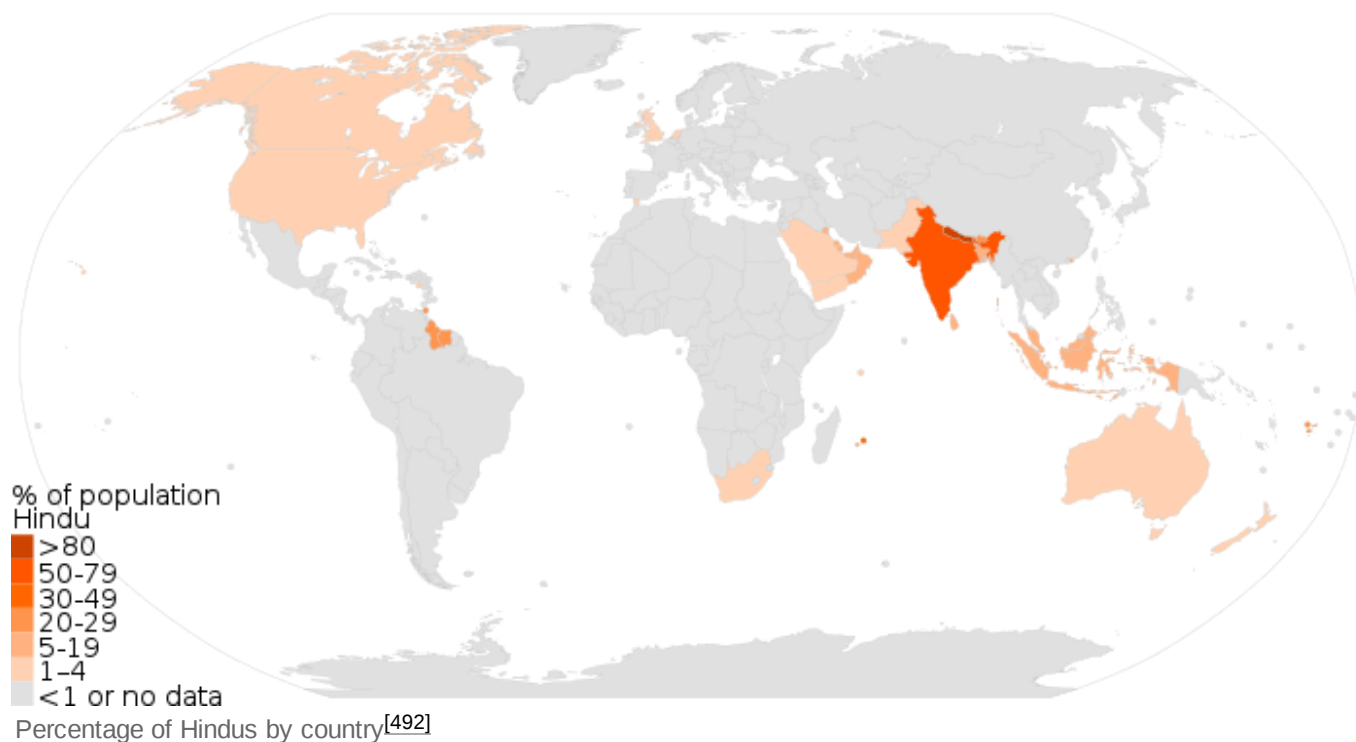 % of population
Hindu
>80
50-79
30-49
20-29
5-19
1–4
<1 or no data
Percentage of Hindus by country[492]